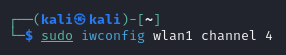 ┌──(kali㉿kali)-[~]
└─$ sudo iwconfig wlan1 channel 4